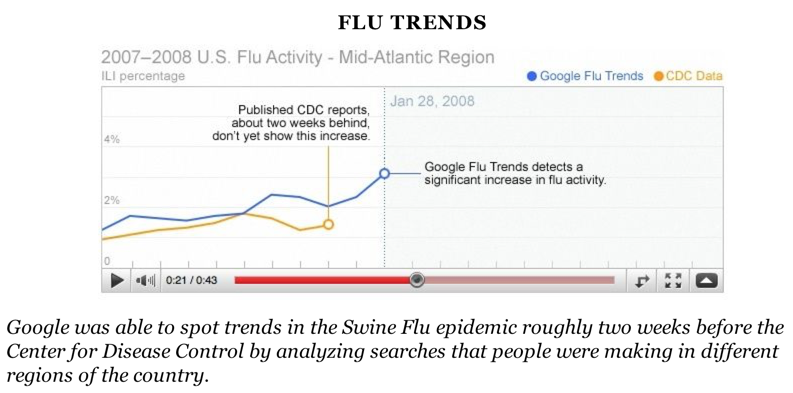 FLU TRENDS
2007–2008 U.S. Flu Activity - Mid-Atlantic Region
ILI percentage
Google Flu Trends
CDC Data
Jan 28, 2008
Published CDC reports,
about two weeks behind,
don't yet show this increase.
4%
Google Flu Trends detects a
significant increase in flu activity.
2%
0
0:21 / 0:43
Google was able to spot trends in the Swine Flu epidemic roughly two weeks before the
Center for Disease Control by analyzing searches that people were making in different
regions of the country.